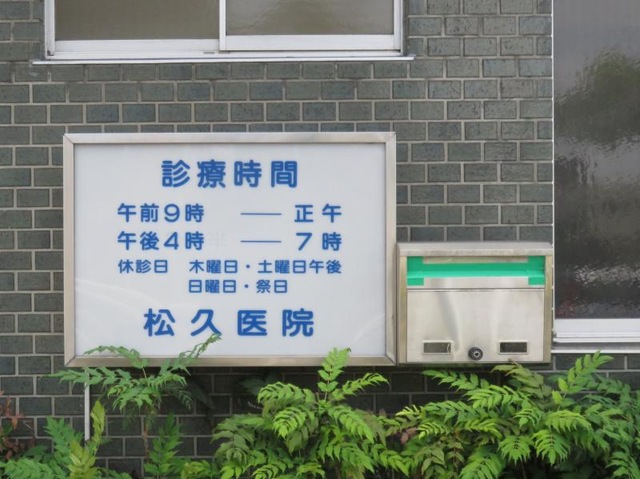 診療時間
午前9時 ── 正午
午後4時 ── 7時
休診日 木曜日・土曜日午後
日曜日・祭日
松久医院